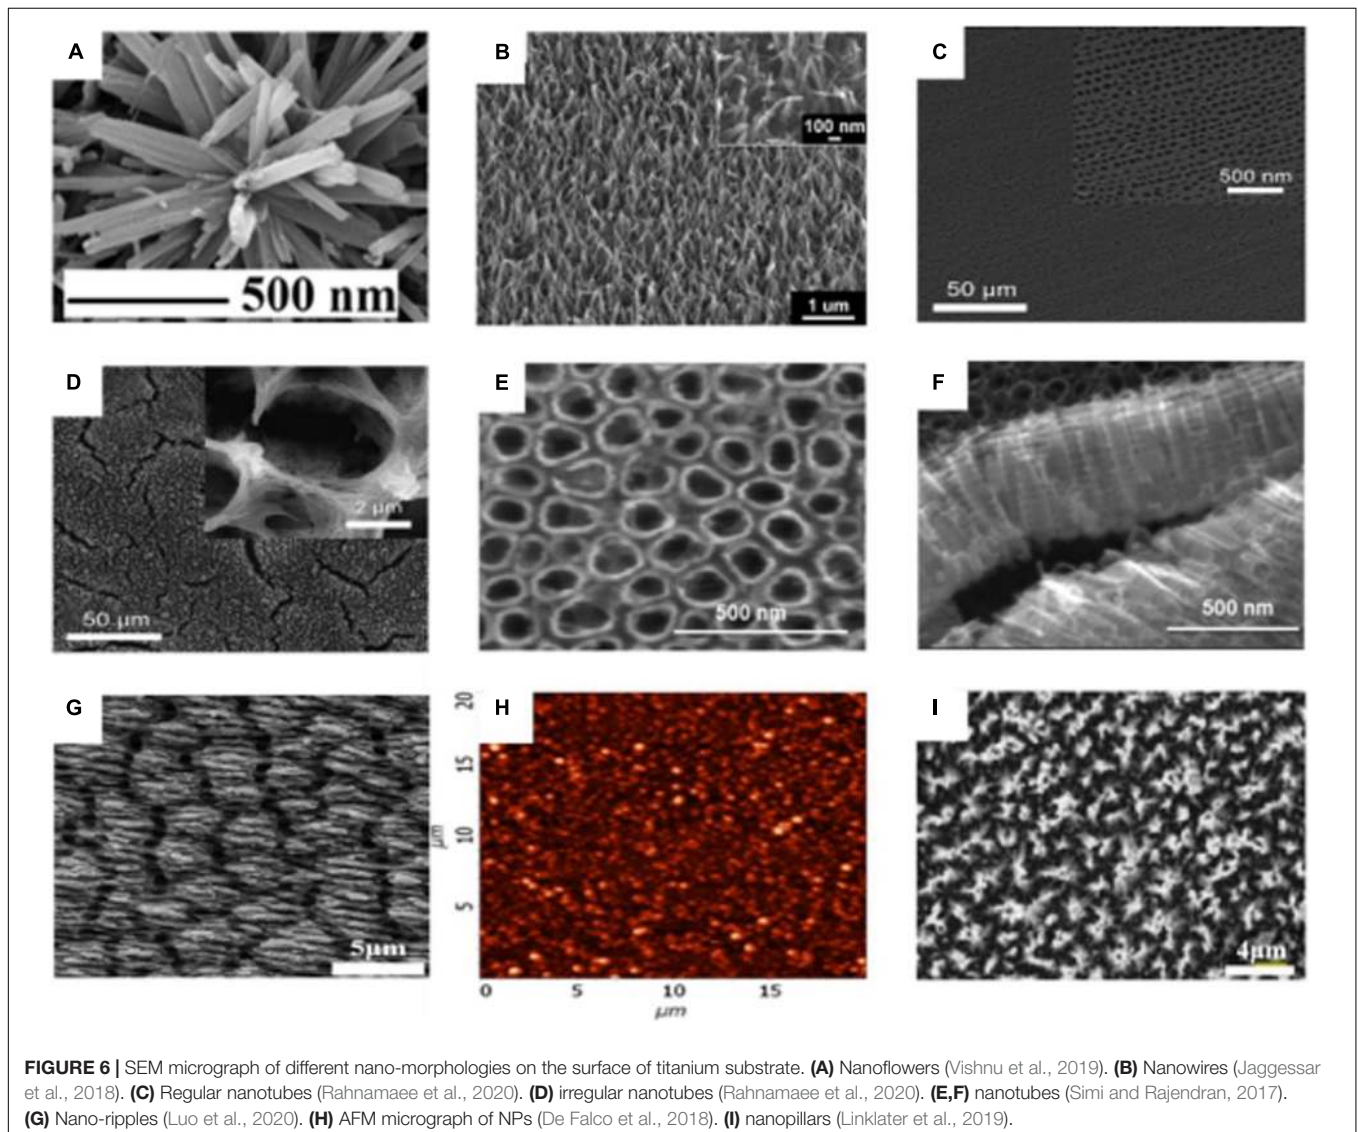 A
B
C
100 nm
500 nm
500 nm
1 um
50 µm
D
E
F
2 µm
50 µm
500 nm
500 nm
G
H
I
20
15
10
5
µm
5µm
4µm
0 5 10 15
µm
FIGURE 6 | SEM micrograph of different nano-morphologies on the surface of titanium substrate. (A) Nanoflowers (Vishnu et al., 2019). (B) Nanowires (Jaggessar
et al., 2018). (C) Regular nanotubes (Rahnamaee et al., 2020). (D) irregular nanotubes (Rahnamaee et al., 2020). (E,F) nanotubes (Simi and Rajendran, 2017).
(G) Nano-ripples (Luo et al., 2020). (H) AFM micrograph of NPs (De Falco et al., 2018). (I) nanopillars (Linklater et al., 2019).